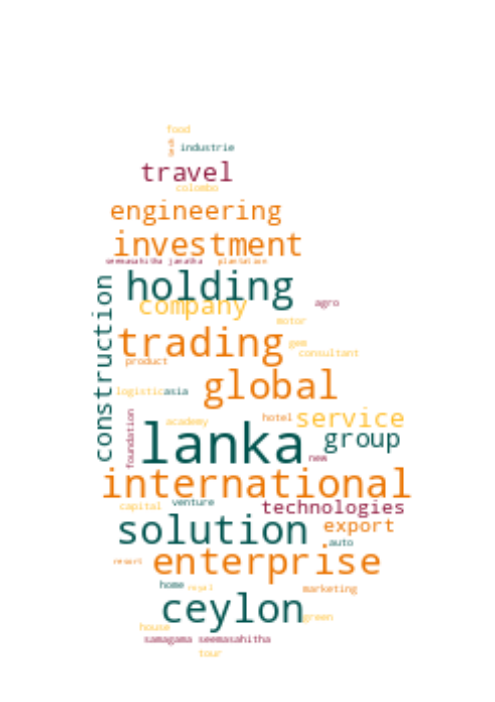 food
and
industrie
travel
colombo
engineering
investment
seemasahitha janatha
plantation
holding
construction
company
agro
motor
trading
gem
consultant
product
global
logistic
asia
foundation
academy
hotel
service
lanka
group
new
international
capital
venture
technologies
solution
export
auto
resort
enterprise
home
royal
marketing
ceylon
green
house
samagama seemasahitha
tour